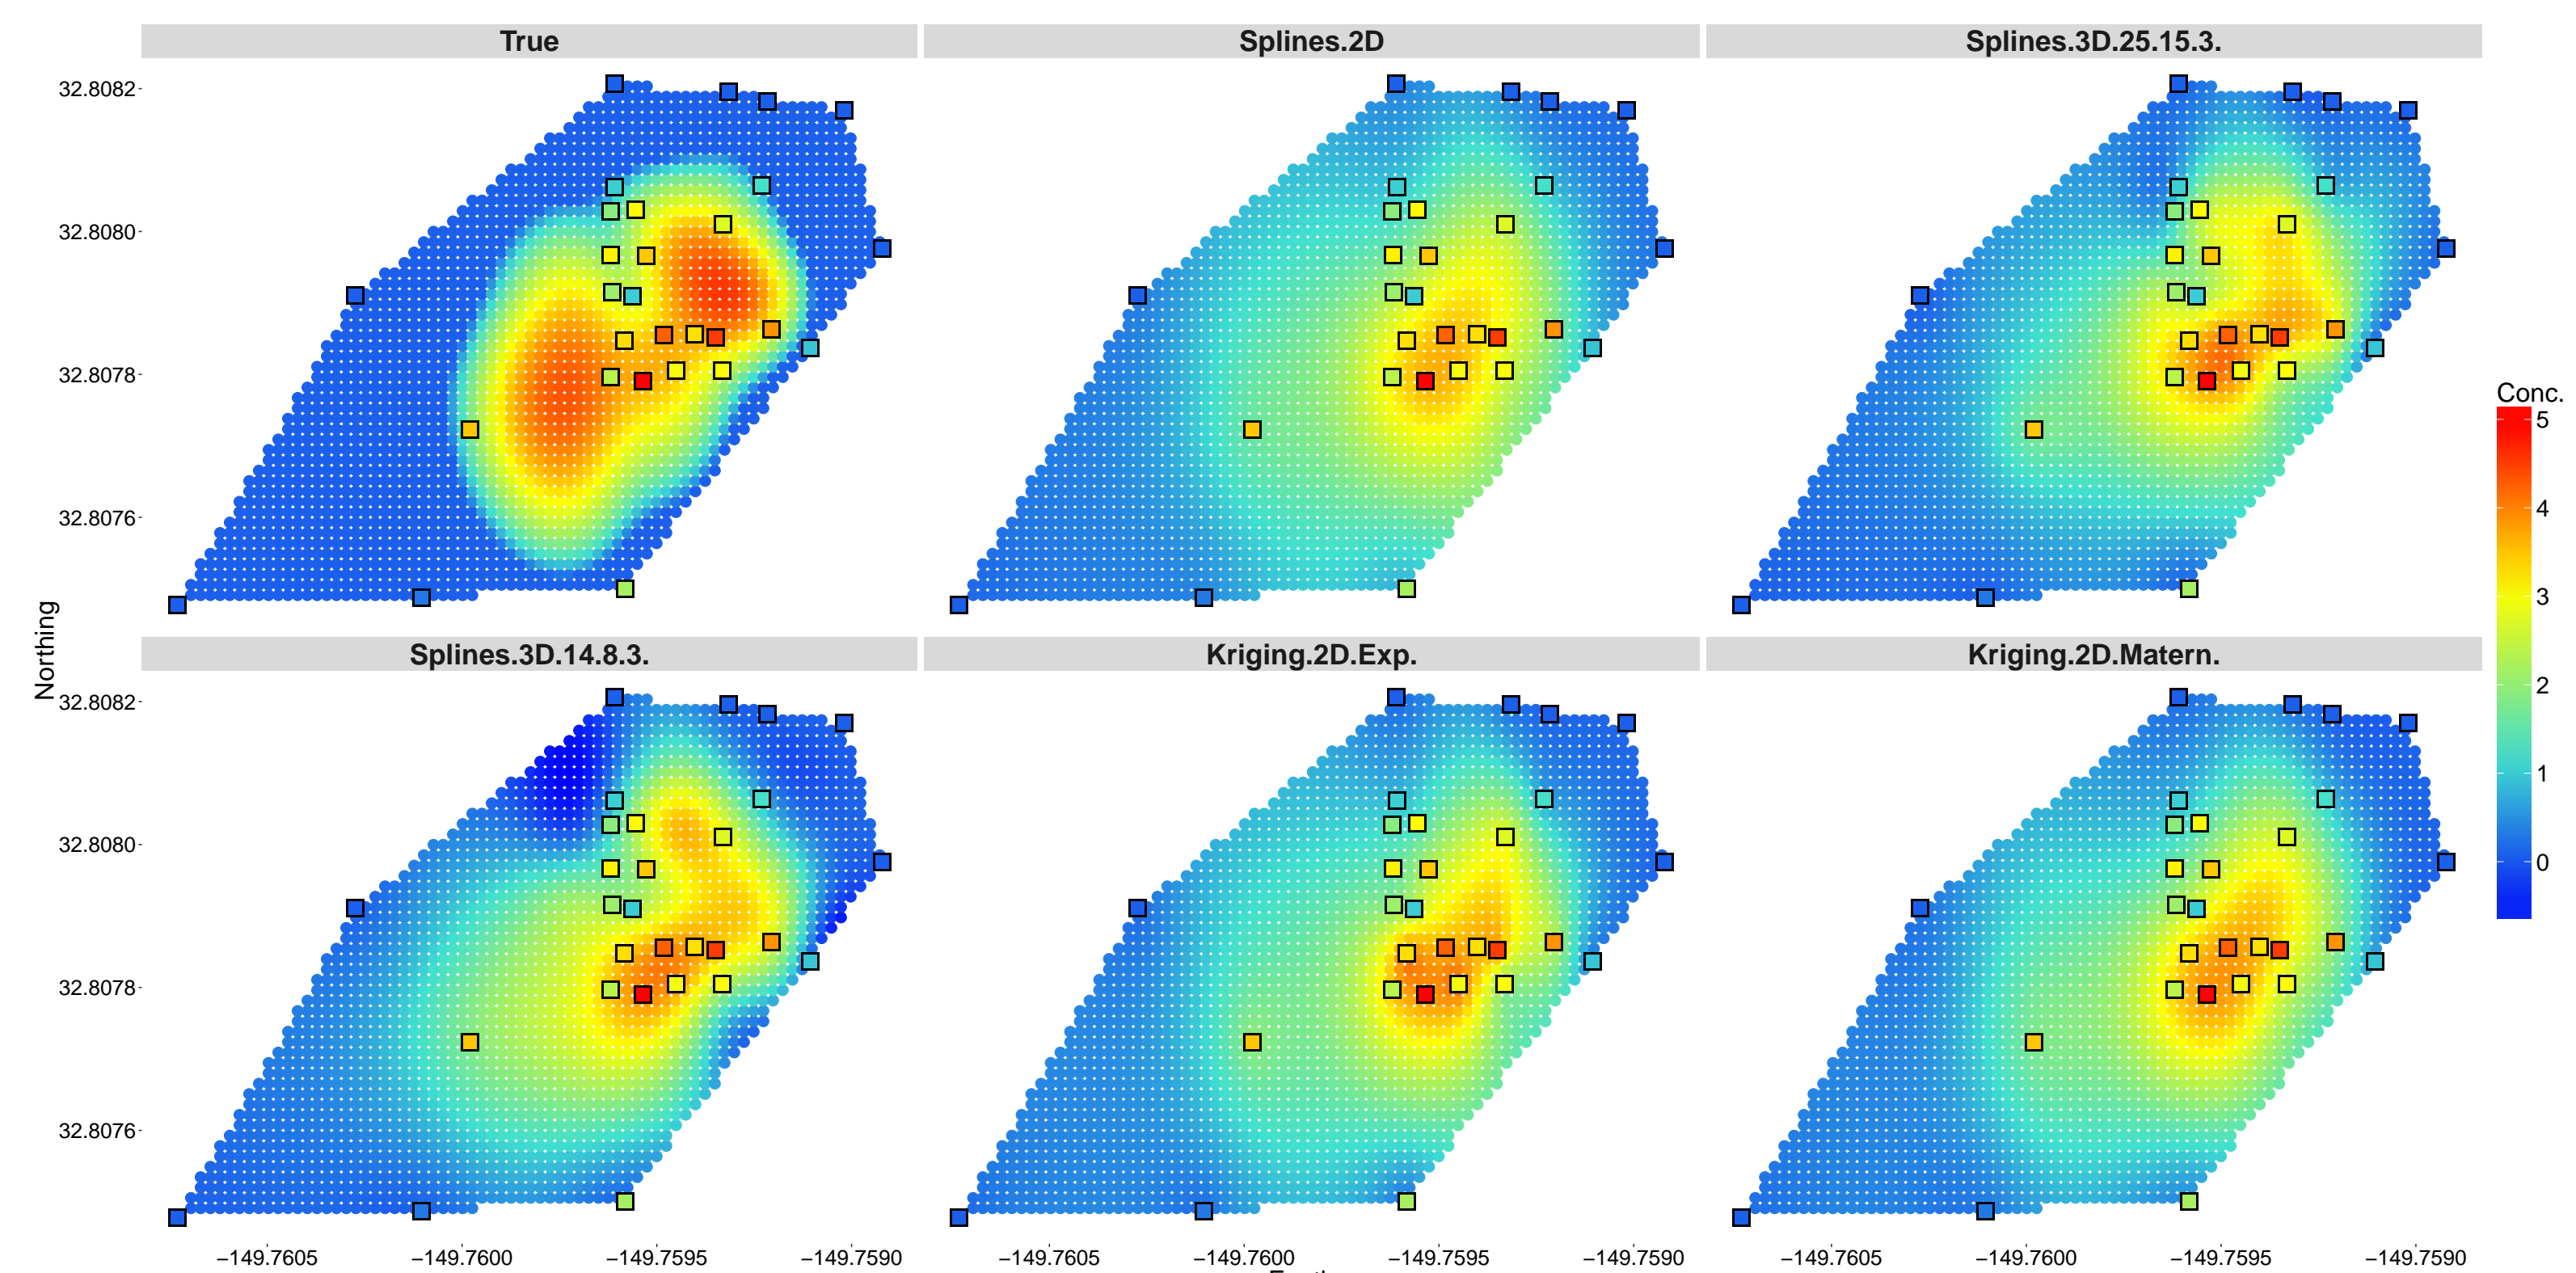 True
Splines.2D
Splines.3D.25.15.3.
32.8082
32.8080
32.8078
32.8076
Conc.
5
4
3
2
1
0
Northing
Splines.3D.14.8.3.
Kriging.2D.Exp.
Kriging.2D.Matern.
32.8082
32.8080
32.8078
32.8076
−149.7605 −149.7600 −149.7595 −149.7590
−149.7605 −149.7600 −149.7595 −149.7590
−149.7605 −149.7600 −149.7595 −149.7590